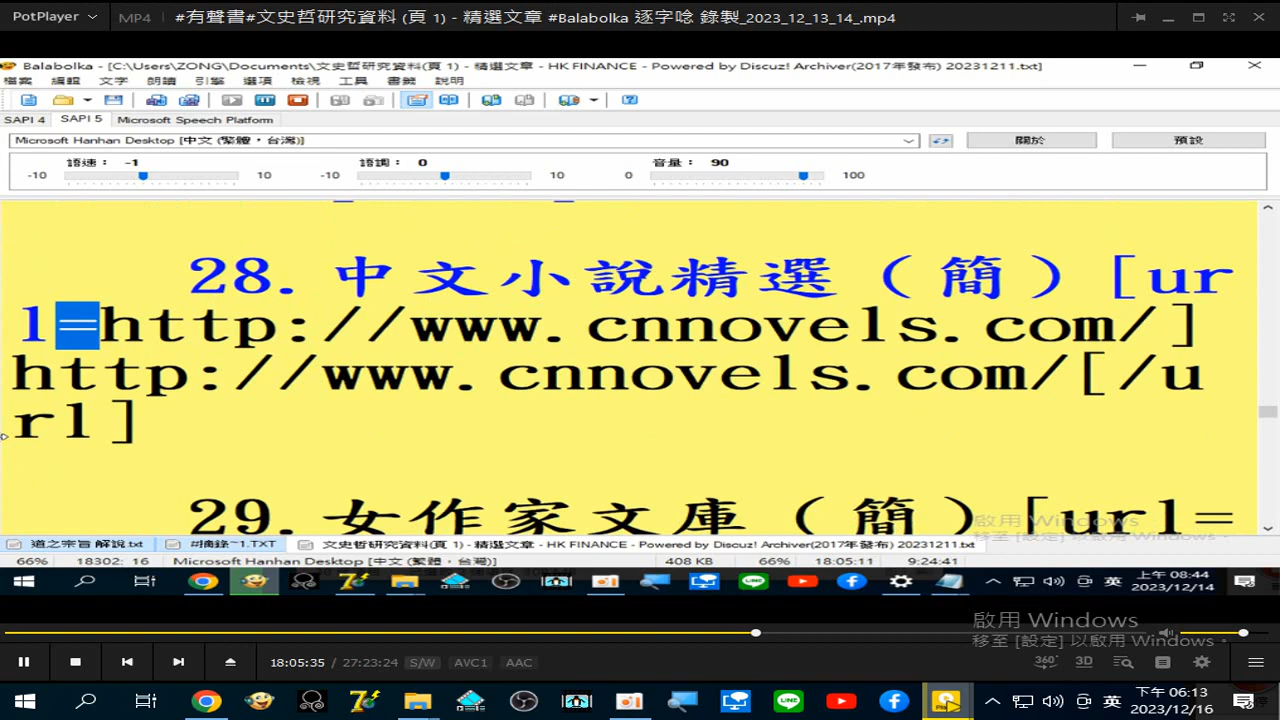 PotPlayer
MP4
#有聲書#文史哲研究資料 (頁 1) - 精選文章 #Balabolka 逐字唸 錄製_2023_12_13_14_.mp4
Balabolka - [C:\Users\ZONG\Documents\文史哲研究資料(頁 1) - 精選文章 - HK FINANCE - Powered by Discuz! Archiver(2017年發布) 20231211.txt]
檔案 編輯 文字 朗讀 引擎 選項 檢視 工具 書籤 說明
SAPI 4 SAPI 5 Microsoft Speech Platform
Microsoft Hanhan Desktop [中文 (繁體，台灣)]
關於
預設
語速： -1 語調： 0 音量： 90
-10 10 -10 10 0 100
28. 中文小說精選（簡）[ur
l=http://www.cnnovels.com/]
http://www.cnnovels.com/[/u
rl]
29. 女作家文庫（簡）[url=
啟用 Windows
移至 [設定] 以啟用 Windows。
道之宗旨 解說.txt
#摘錄~1.TXT
文史哲研究資料(頁 1) - 精選文章 - HK FINANCE - Powered by Discuz! Archiver(2017年發布) 20231211.txt
66% 18302: 16 Microsoft Hanhan Desktop [中文 (繁體，台灣)] 408 KB 66% 18:05:11 9:24:41
英
上午 08:44
2023/12/14
啟用 Windows
移至 [設定] 以啟用 Windows。
18:05:35 / 27:23:24 S/W AVC1 AAC
360° 3D
英
下午 06:13
2023/12/16